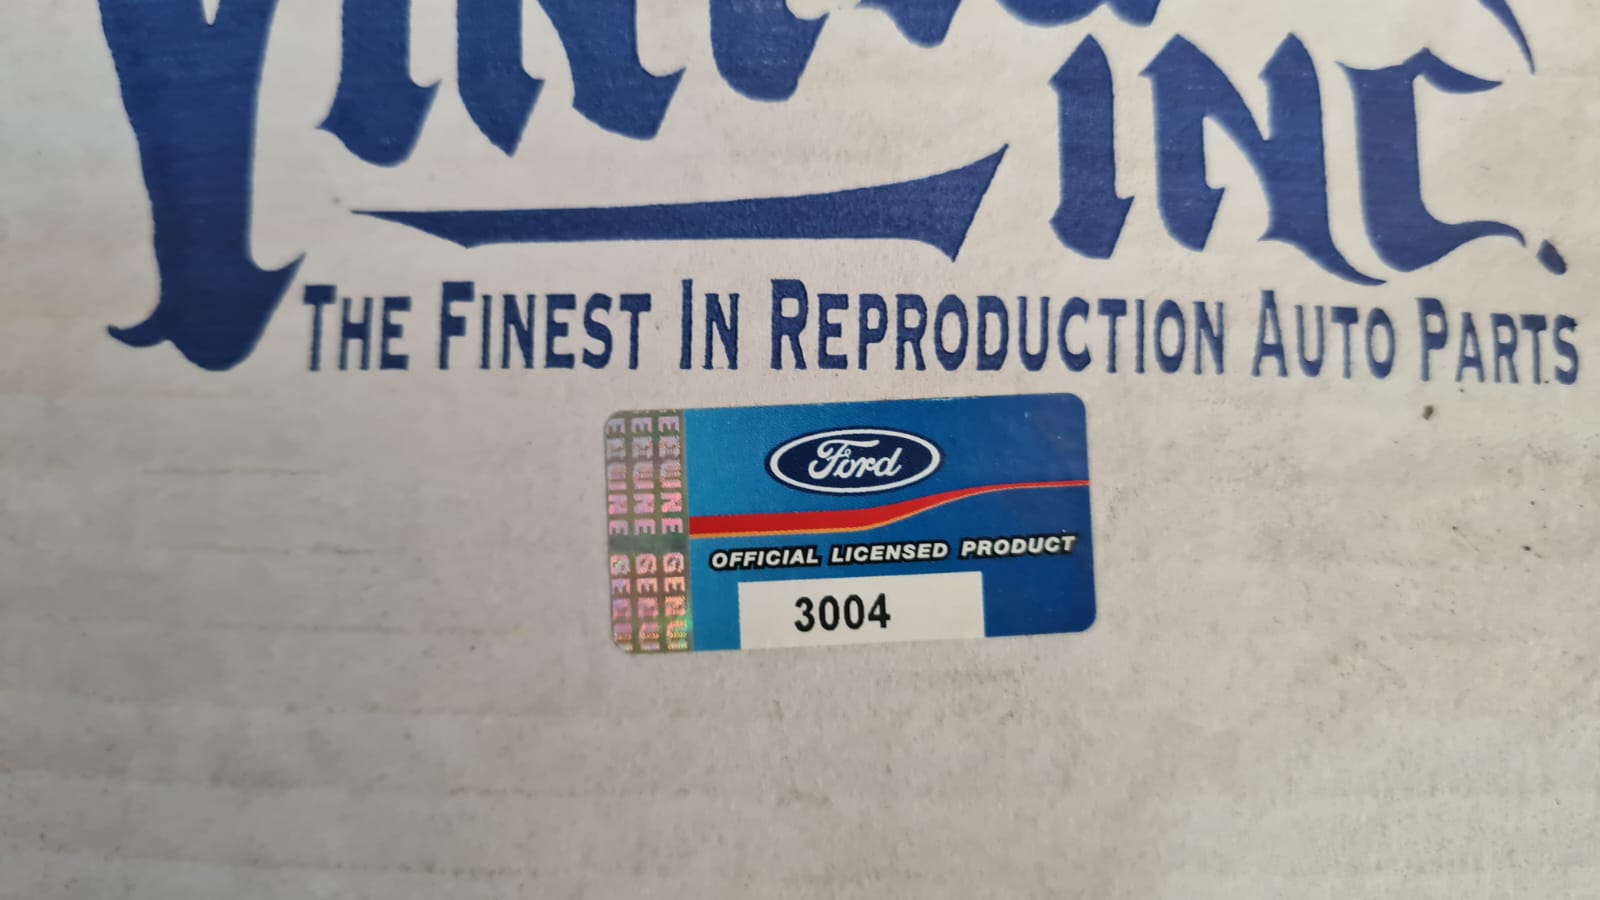 INC.
THE FINEST IN REPRODUCTION AUTO PARTS
Ford
OFFICIAL LICENSED PRODUCT
3004